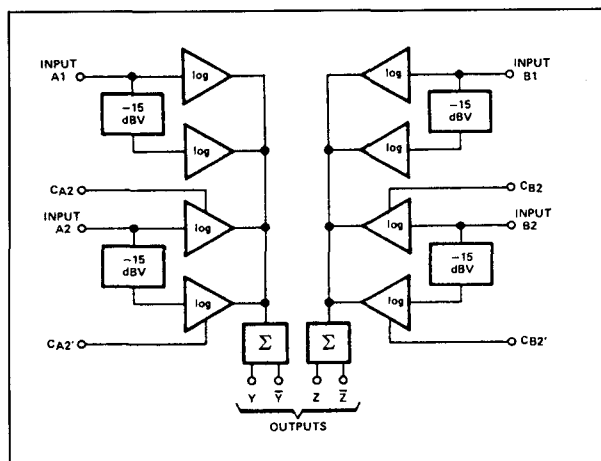 INPUT
A1
log
-15
dBV
log
CA2
INPUT
A2
log
-15
dBV
log
CA2'
log
INPUT
B1
-15
dBV
log
CB2
log
INPUT
B2
-15
dBV
log
CB2'
Σ
Σ
Y
Y̅
Z
Z̅
OUTPUTS